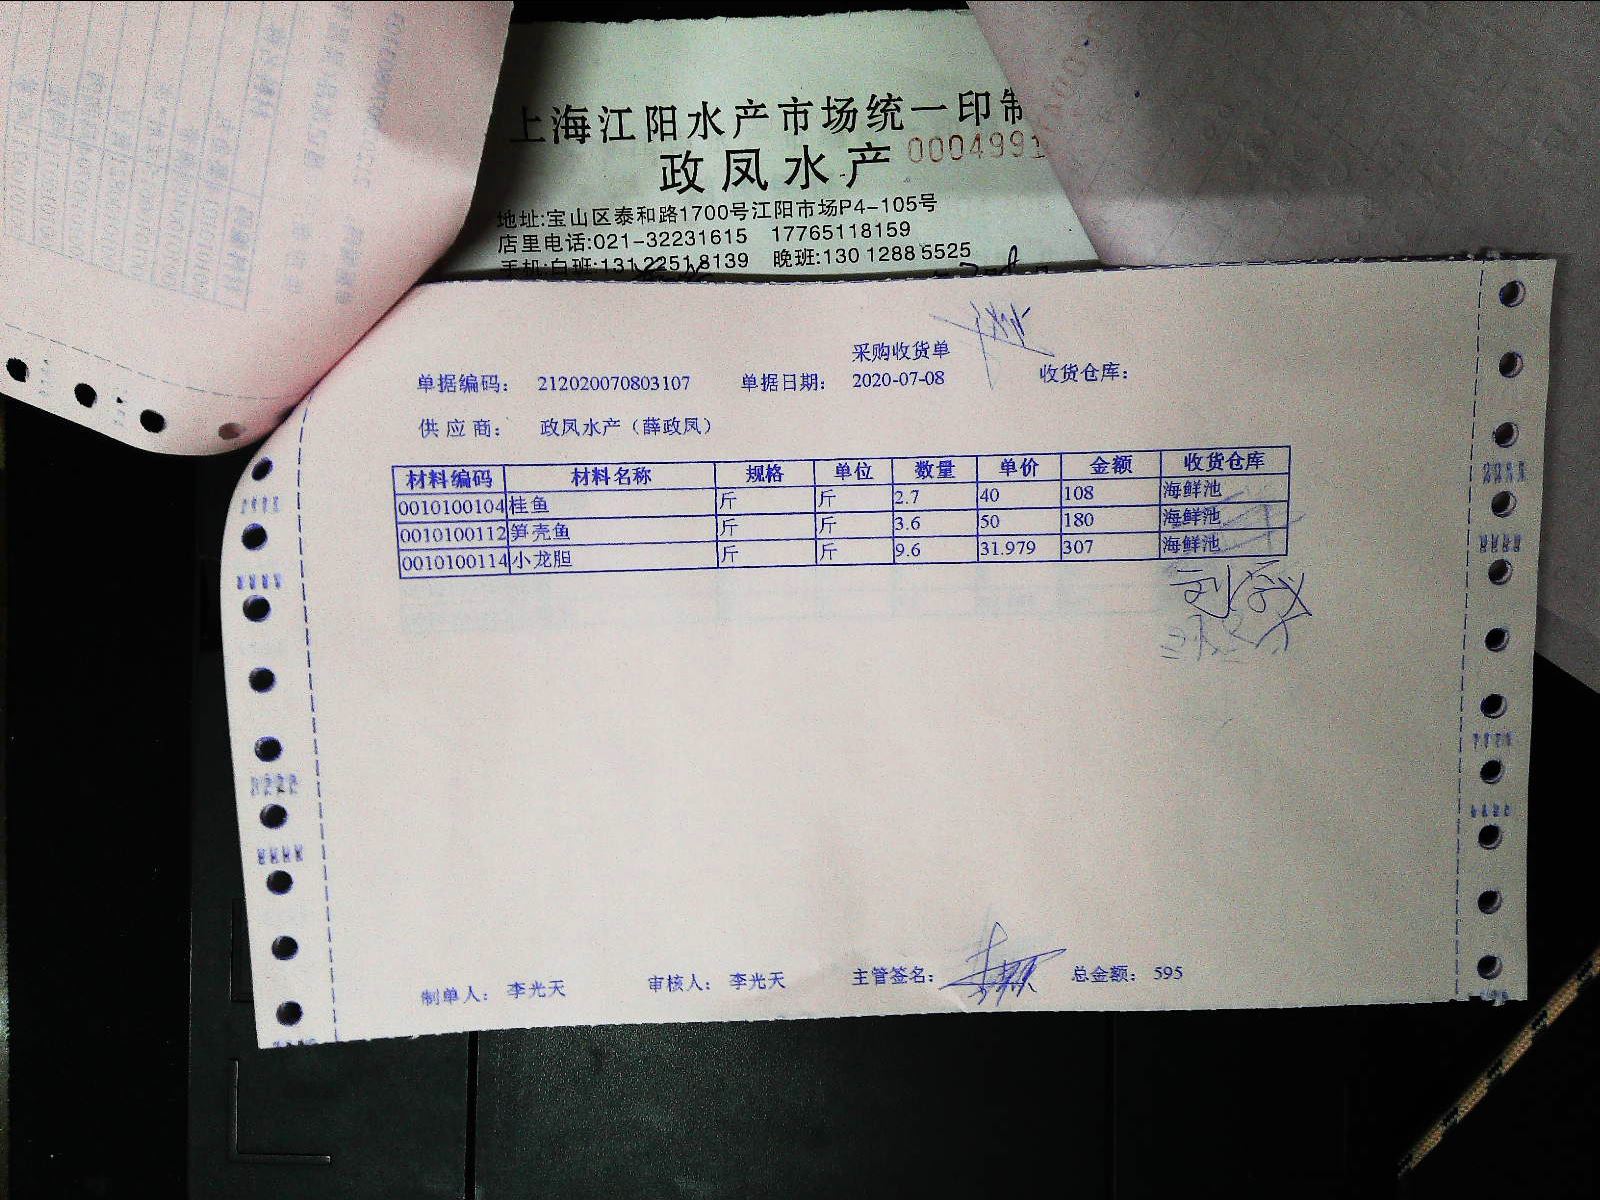 上海江阳水产市场统一印制
政凤水产 0004991
地址:宝山区泰和路1700号江阳市场P4-105号
店里电话:021-32231615 17765118159
手机:白班:13122518139 晚班:130 1288 5525
采购收货单
单据编码: 212020070803107 单据日期: 2020-07-08 收货仓库:
供应商: 政凤水产（薛政凤）
材料编码 材料名称 规格 单位 数量 单价 金额 收货仓库
0010100104 桂鱼 斤 斤 2.7 40 108 海鲜池
0010100112 笋壳鱼 斤 斤 3.6 50 180 海鲜池
0010100114 小龙胆 斤 斤 9.6 31.979 307 海鲜池
制单人: 李光天 审核人: 李光天 主管签名: 总金额: 595